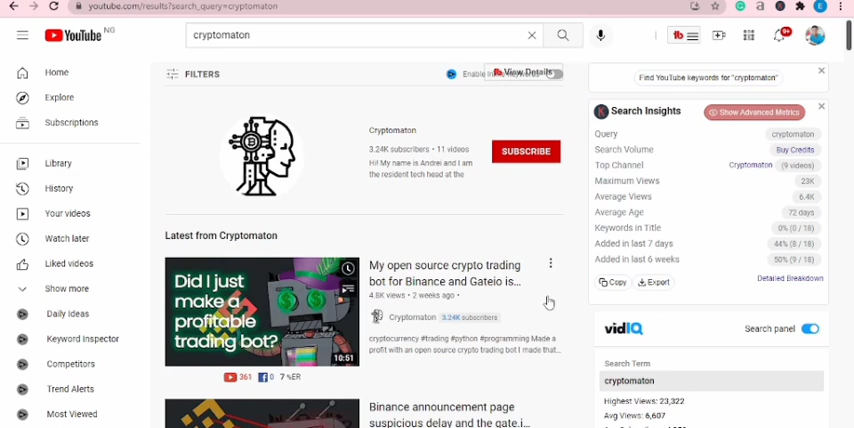 youtube.com/results?search_query=cryptomaton
YouTube NG
cryptomaton
9+
E
Home
Explore
Subscriptions
Library
History
Your videos
Watch later
Liked videos
Show more
Daily Ideas
Keyword Inspector
Competitors
Trend Alerts
Most Viewed
FILTERS
View Details
Cryptomaton
3.24K subscribers • 11 videos
Hi! My name is Andrei and I am
the resident tech head at the
SUBSCRIBE
Latest from Cryptomaton
Did I just
make a
profitable
trading bot?
10:51
361 0 7 %ER
My open source crypto trading
bot for Binance and Gateio is...
4.8K views • 2 weeks ago •
Cryptomaton 3.24K subscribers
cryptocurrency #trading #python #programming Made a
profit with an open source crypto trading bot I made that...
Binance announcement page
suspicious delay and the gate.i...
Find YouTube keywords for "cryptomaton"
Search Insights
Show Advanced Metrics
Query cryptomaton
Search Volume Buy Credits
Top Channel Cryptomaton (9 videos)
Maximum Views 23K
Average Views 6.4K
Average Age 72 days
Keywords in Title 0% (0 / 18)
Added in last 7 days 44% (8 / 18)
Added in last 6 weeks 50% (9 / 18)
Copy Export Detailed Breakdown
vidIQ Search panel
Search Term
cryptomaton
Highest Views: 23,322
Avg Views: 6,607